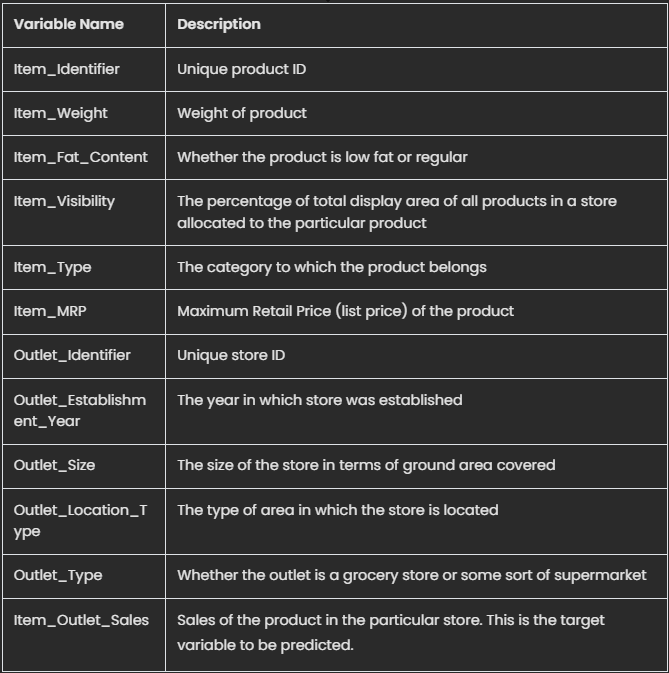 Variable Name Description
Item_Identifier Unique product ID
Item_Weight Weight of product
Item_Fat_Content Whether the product is low fat or regular
Item_Visibility The percentage of total display area of all products in a store
allocated to the particular product
Item_Type The category to which the product belongs
Item_MRP Maximum Retail Price (list price) of the product
Outlet_Identifier Unique store ID
Outlet_Establishm The year in which store was established
ent_Year
Outlet_Size The size of the store in terms of ground area covered
Outlet_Location_T The type of area in which the store is located
ype
Outlet_Type Whether the outlet is a grocery store or some sort of supermarket
Item_Outlet_Sales Sales of the product in the particular store. This is the target
variable to be predicted.